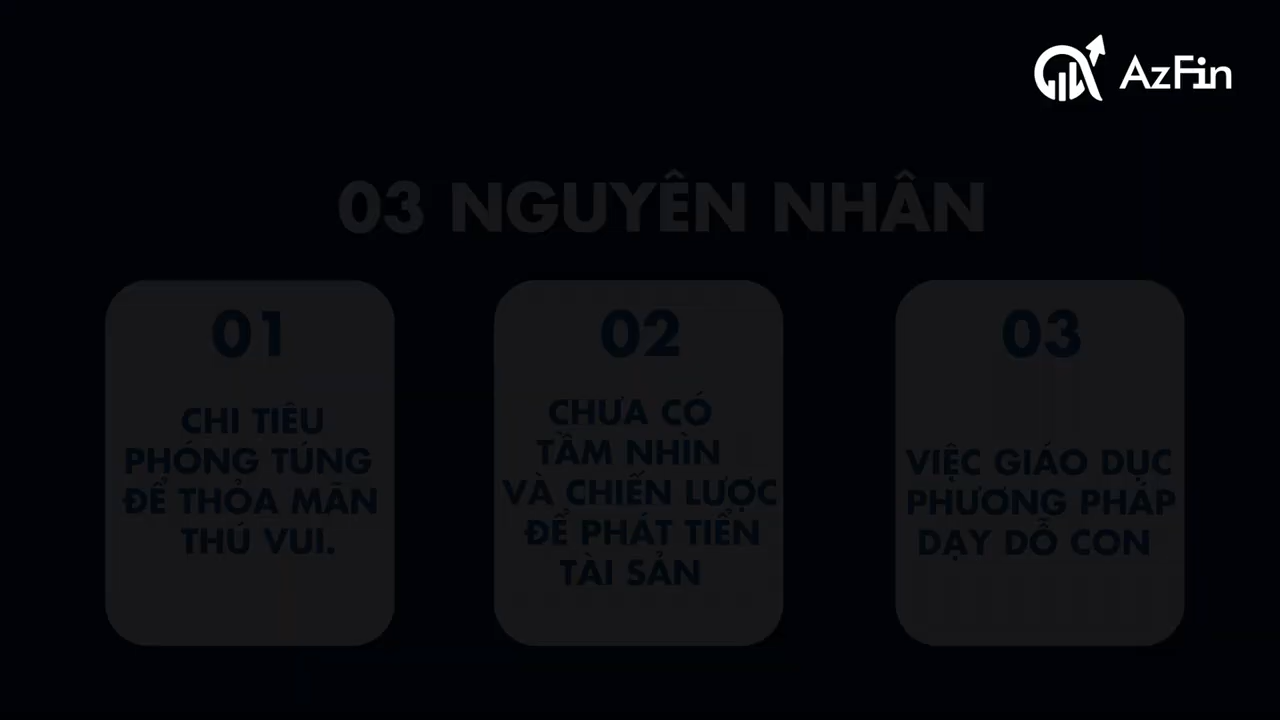 AzFin
03 NGUYÊN NHÂN
01
CHI TIÊU
PHÓNG TÚNG
ĐỂ THỎA MÃN
THÚ VUI.
02
CHƯA CÓ
TẦM NHÌN
VÀ CHIẾN LƯỢC
ĐỂ PHÁT TIỂN
TÀI SẢN
03
VIỆC GIÁO DỤC
PHƯƠNG PHÁP
DẠY DỖ CON